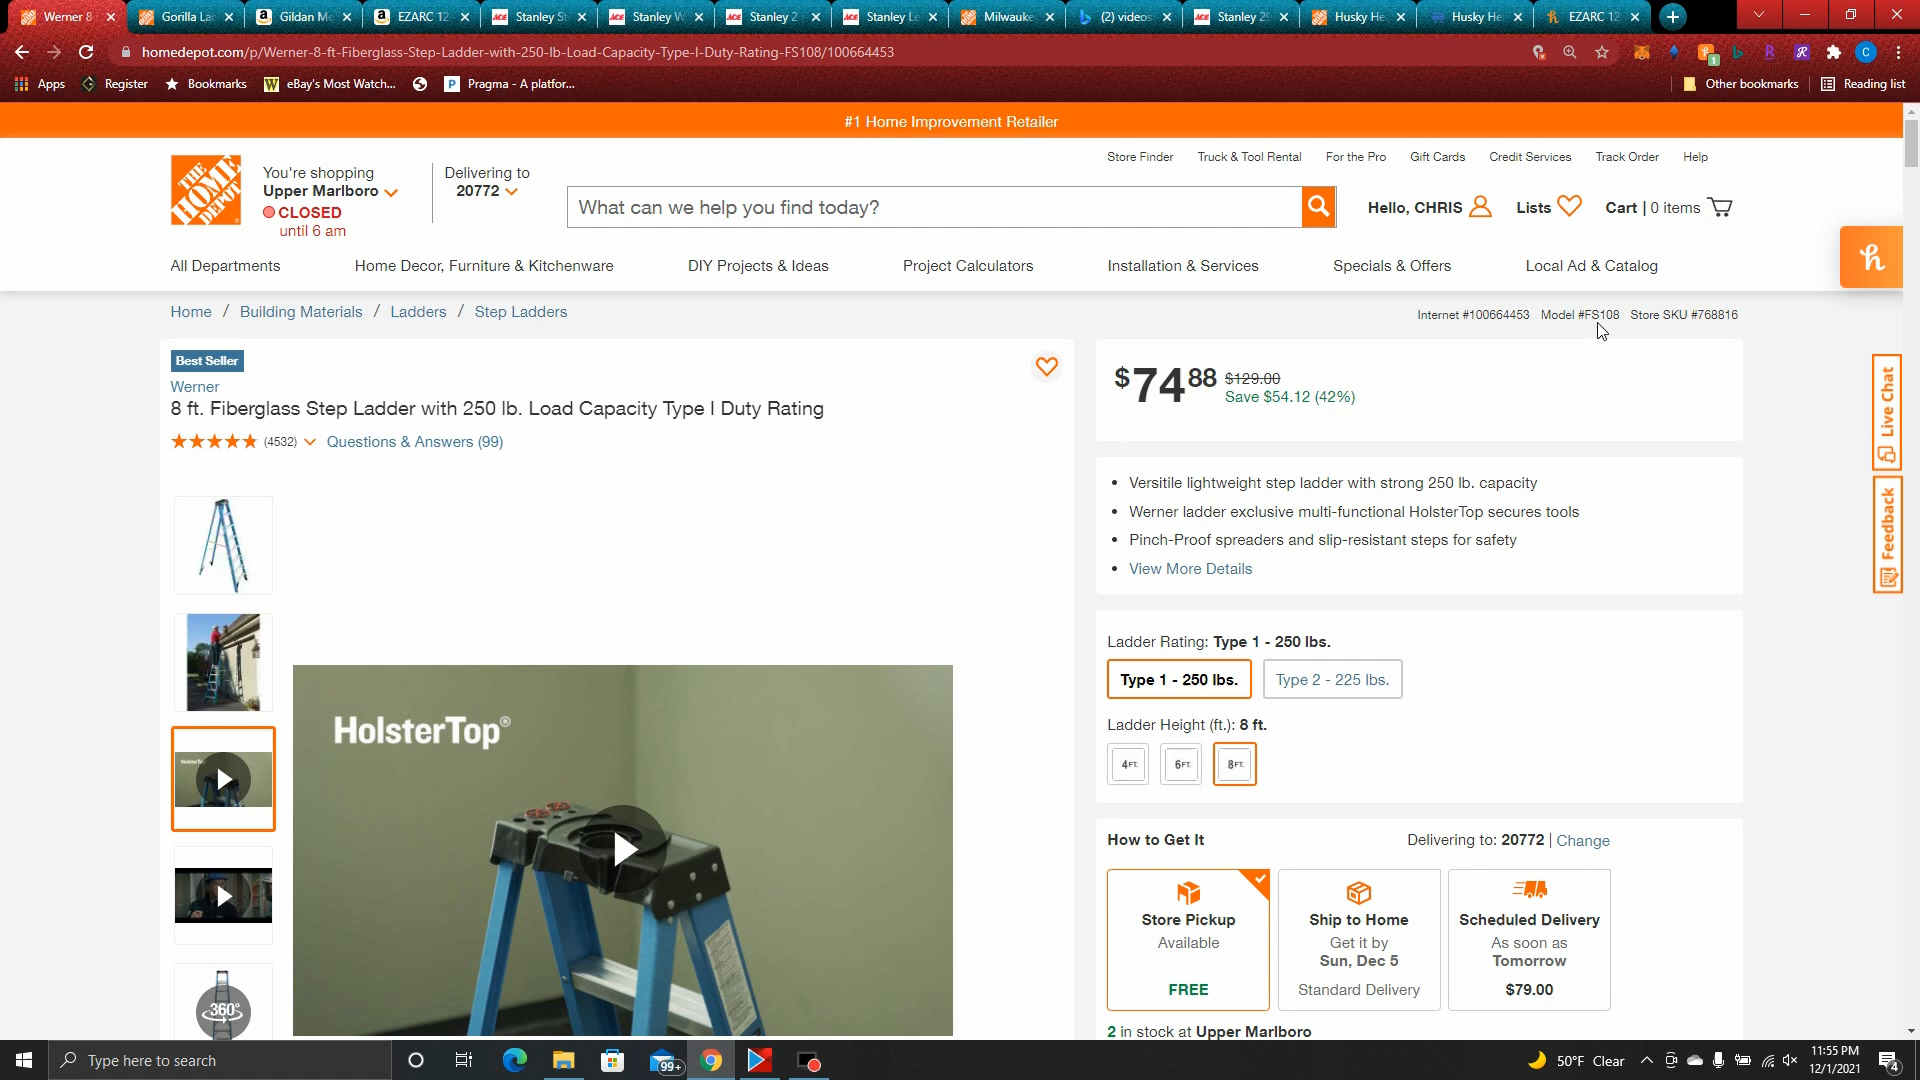 Werner 8
Gorilla La
Gildan Me
EZARC 12
Stanley St
Stanley W
Stanley 2
Stanley Le
Milwauke
(2) videos
Stanley 25
Husky He
Husky He
EZARC 12
homedepot.com/p/Werner-8-ft-Fiberglass-Step-Ladder-with-250-lb-Load-Capacity-Type-I-Duty-Rating-FS108/100664453
Apps Register Bookmarks eBay's Most Watch... Pragma - A platfor... Other bookmarks Reading list
#1 Home Improvement Retailer
Store Finder Truck & Tool Rental For the Pro Gift Cards Credit Services Track Order Help
THE HOME DEPOT
You're shopping
Upper Marlboro
CLOSED
until 6 am
Delivering to
20772
What can we help you find today?
Hello, CHRIS Lists Cart | 0 items
All Departments Home Decor, Furniture & Kitchenware DIY Projects & Ideas Project Calculators Installation & Services Specials & Offers Local Ad & Catalog
Home / Building Materials / Ladders / Step Ladders
Internet #100664453 Model #FS108 Store SKU #768816
Best Seller
Werner
8 ft. Fiberglass Step Ladder with 250 lb. Load Capacity Type I Duty Rating
(4532) Questions & Answers (99)
360°
HolsterTop®
$74 88 $129.00
Save $54.12 (42%)
• Versitile lightweight step ladder with strong 250 lb. capacity
• Werner ladder exclusive multi-functional HolsterTop secures tools
• Pinch-Proof spreaders and slip-resistant steps for safety
• View More Details
Ladder Rating: Type 1 - 250 lbs.
Type 1 - 250 lbs. Type 2 - 225 lbs.
Ladder Height (ft.): 8 ft.
4FT. 6FT. 8FT.
How to Get It
Delivering to: 20772 | Change
Store Pickup
Available
FREE
Ship to Home
Get it by
Sun, Dec 5
Standard Delivery
Scheduled Delivery
As soon as
Tomorrow
$79.00
2 in stock at Upper Marlboro
Live Chat
Feedback
Type here to search
99+
50°F Clear
11:55 PM
12/1/2021
4